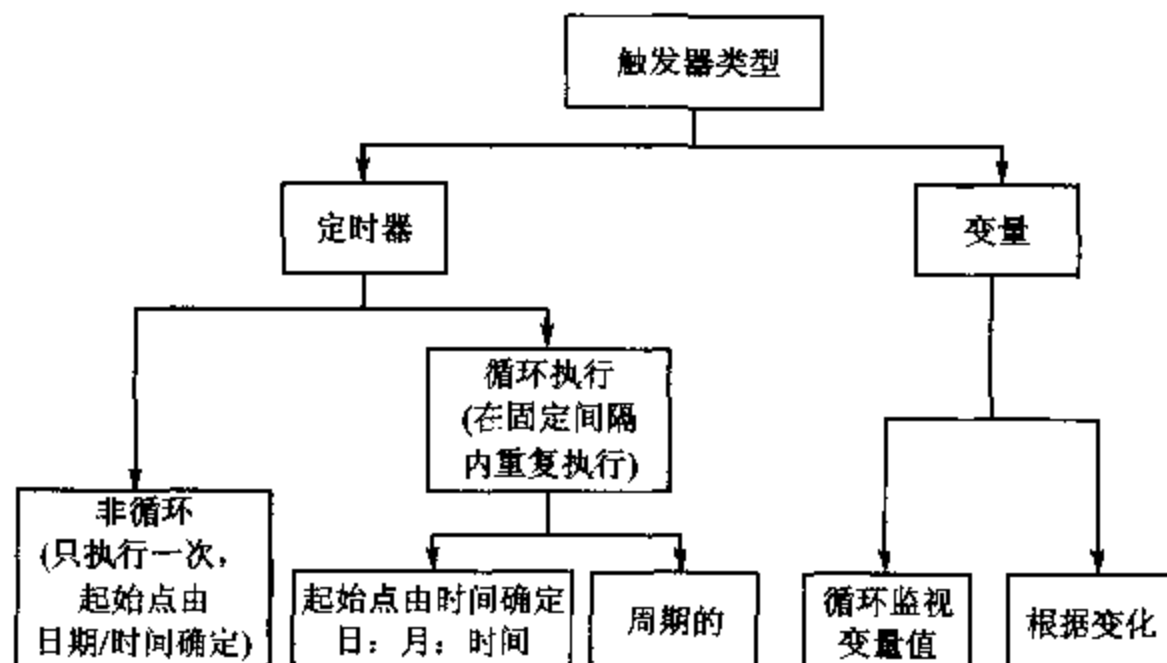 触发器类型
定时器
变量
循环执行
(在固定间隔
内重复执行)
非循环
(只执行一次，
起始点由
日期/时间确定)
起始点由时间确定
日：月：时间
周期的
循环监视
变量值
根据变化